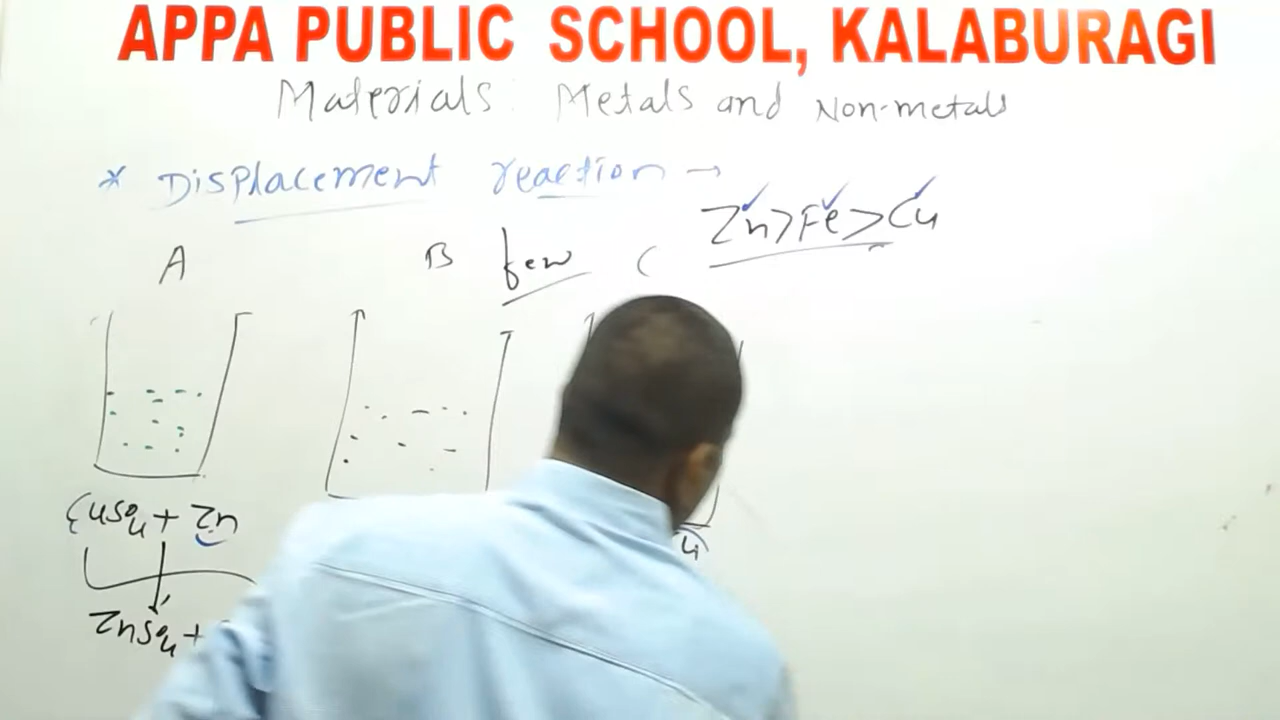 APPA PUBLIC SCHOOL, KALABURAGI
Materials: Metals and Non-metals
* Displacement reaction →
Zn > Fe > Cu
A B few C
CuSO4 + Zn
ZnSO4 +